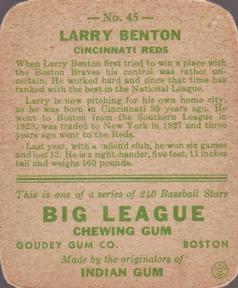 — No. 45 —
LARRY BENTON
CINCINNATI REDS
When Larry Benton first tried to win a place with
the Boston Braves his control was rather un-
certain. He worked hard and since that time has
ranked with the best in the National League.
Larry is now pitching for his own home city,
as he was born in Cincinnati 35 years ago. He
went to Boston from the Southern League in
1923, was traded to New York in 1927 and three
years ago went to the Reds.
Last year, with a tailend club, he won six games
and lost 13. He is a right-hander, five feet, 11 inches
tall and weighs 160 pounds.
This is one of a series of 240 Baseball Stars
BIG LEAGUE
CHEWING GUM
GOUDEY GUM CO. BOSTON
Made by the originators of
INDIAN GUM